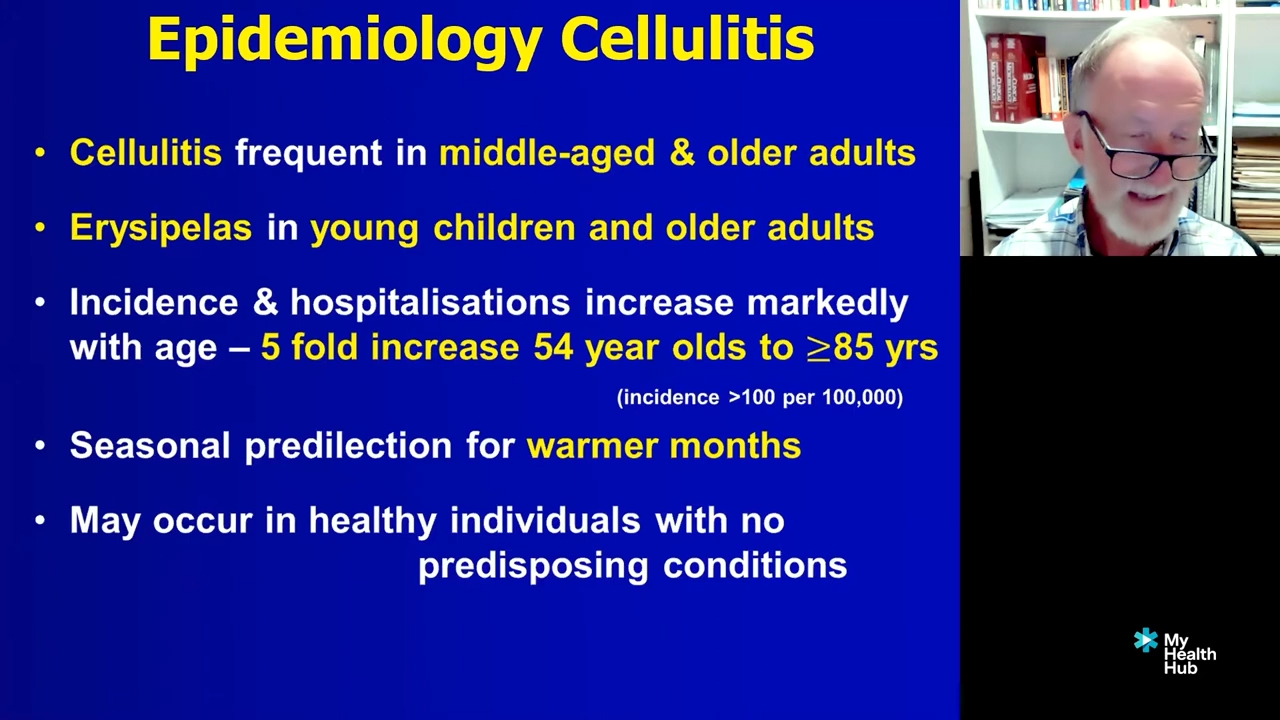 Epidemiology Cellulitis
• Cellulitis frequent in middle-aged & older adults
• Erysipelas in young children and older adults
• Incidence & hospitalisations increase markedly
with age – 5 fold increase 54 year olds to ≥85 yrs
(incidence >100 per 100,000)
• Seasonal predilection for warmer months
• May occur in healthy individuals with no
predisposing conditions
My
Health
Hub